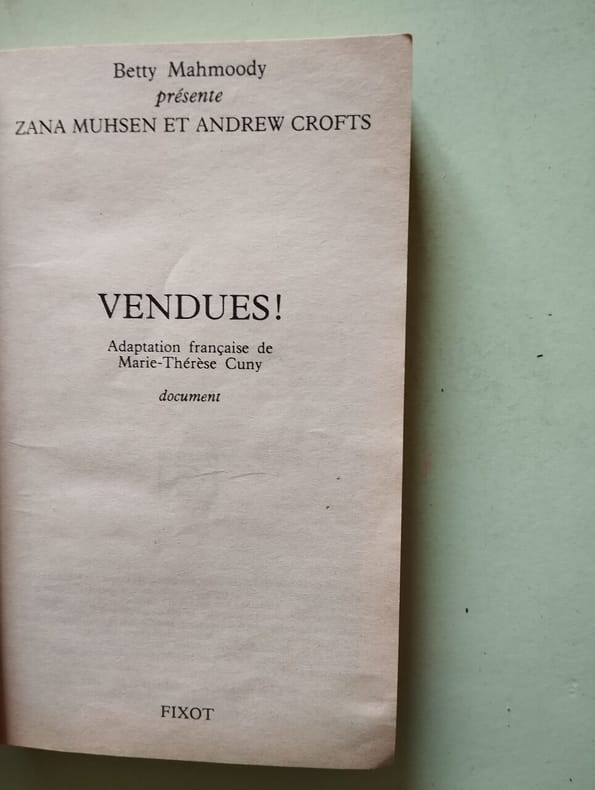 Betty Mahmoody
présente
ZANA MUHSEN ET ANDREW CROFTS
VENDUES!
Adaptation française de
Marie-Thérèse Cuny
document
FIXOT